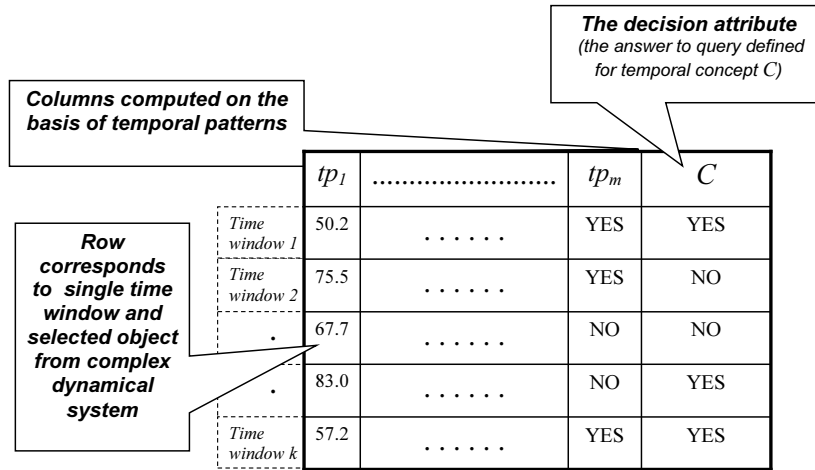 The decision attribute
(the answer to query defined
for temporal concept C)
Columns computed on the
basis of temporal patterns
tp1 .......................... tpm C
Row
corresponds
to single time
window and
selected object
from complex
dynamical
system
Time
window 1 50.2 . . . . . . YES YES
Time
window 2 75.5 . . . . . . YES NO
. 67.7 . . . . . . NO NO
. 83.0 . . . . . . NO YES
Time
window k 57.2 . . . . . . YES YES